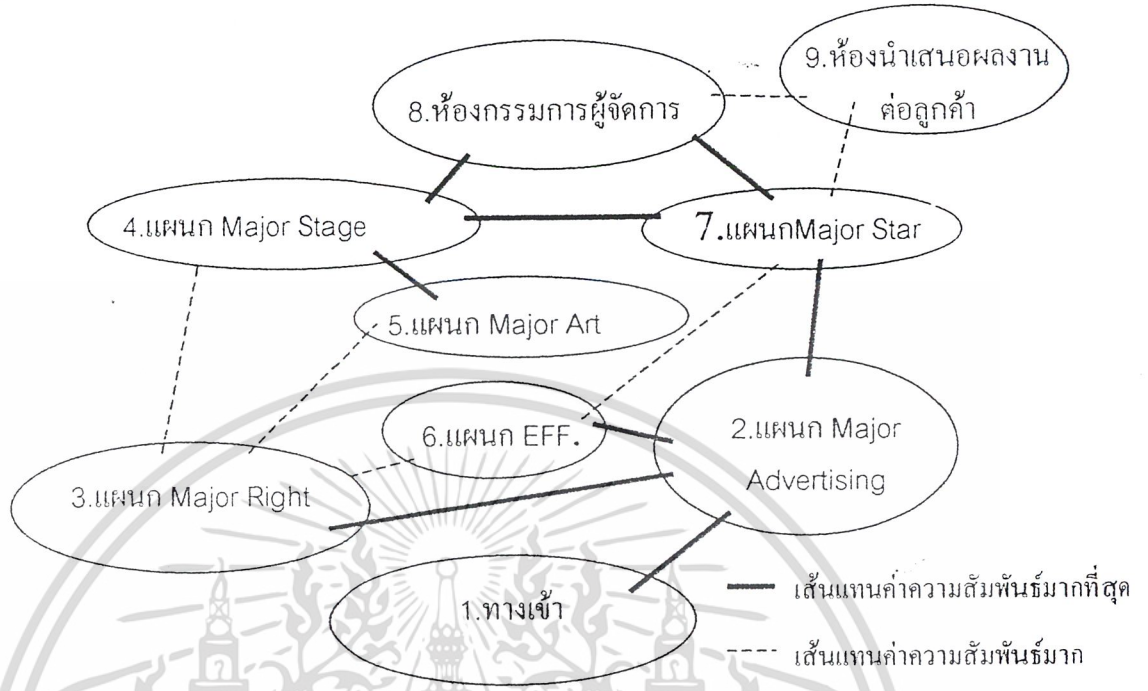 9.ห้องนำเสนอผลงาน
ต่อลูกค้า
8.ห้องกรรมการผู้จัดการ
4.แผนก Major Stage
7.แผนกMajor Star
5.แผนก Major Art
6.แผนก EFF.
2.แผนก Major
Advertising
3.แผนก Major Right
1.ทางเข้า
เส้นแทนค่าความสัมพันธ์มากที่สุด
เส้นแทนค่าความสัมพันธ์มาก